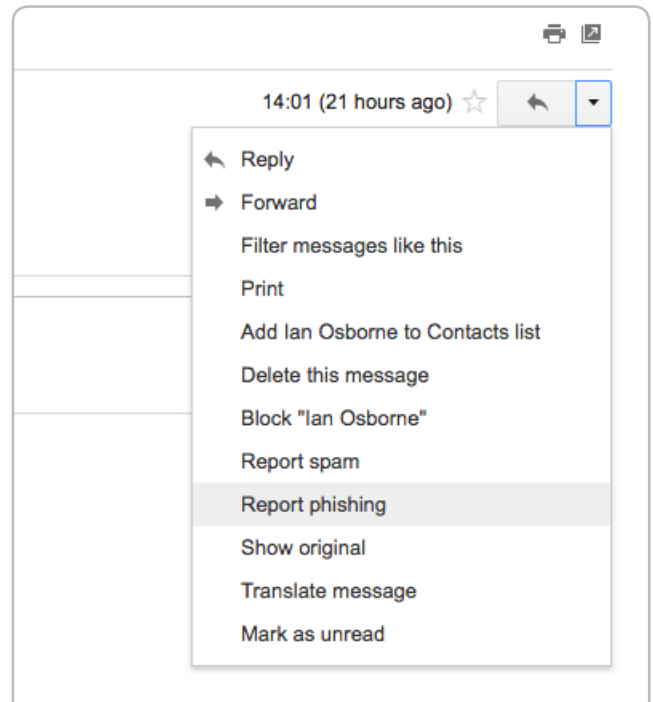 14:01 (21 hours ago)
Reply
Forward
Filter messages like this
Print
Add Ian Osborne to Contacts list
Delete this message
Block "Ian Osborne"
Report spam
Report phishing
Show original
Translate message
Mark as unread